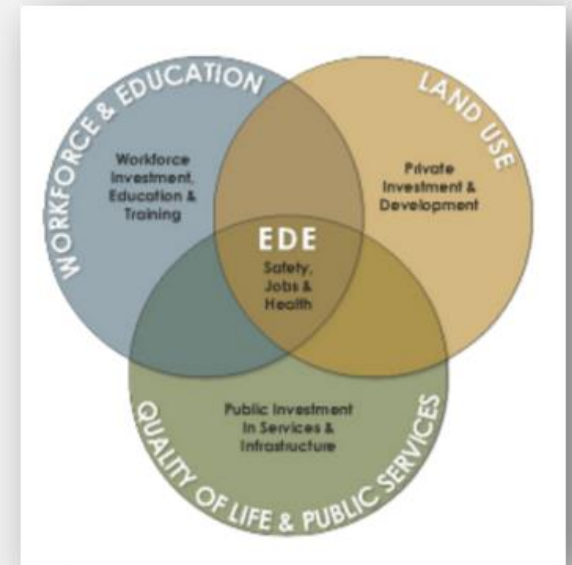 WORKFORCE & EDUCATION
LAND USE
Workforce
Investment,
Education &
Training
Private
Investment &
Development
EDE
Safety,
Jobs &
Health
Public Investment
In Services &
Infrastructure
QUALITY OF LIFE & PUBLIC SERVICES